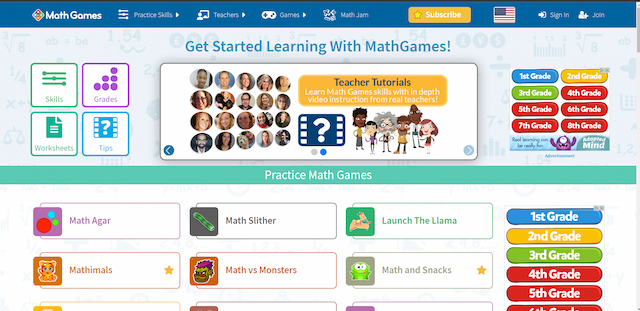 Math Games
Practice Skills
Teachers
Games
Math Jam
Subscribe
Sign In
Join
Get Started Learning With MathGames!
Skills
Grades
Worksheets
Tips
Teacher Tutorials
Learn Math Games skills with in depth
video instruction from real teachers!
?
?
1st Grade
2nd Grade
3rd Grade
4th Grade
5th Grade
6th Grade
7th Grade
8th Grade
Real learning can
be really fun.
Adapted
Mind
Advertisement
Practice Math Games
Math Agar
Math Slither
Launch The Llama
Mathimals
Math vs Monsters
Math and Snacks
1st Grade
2nd Grade
3rd Grade
4th Grade
5th Grade